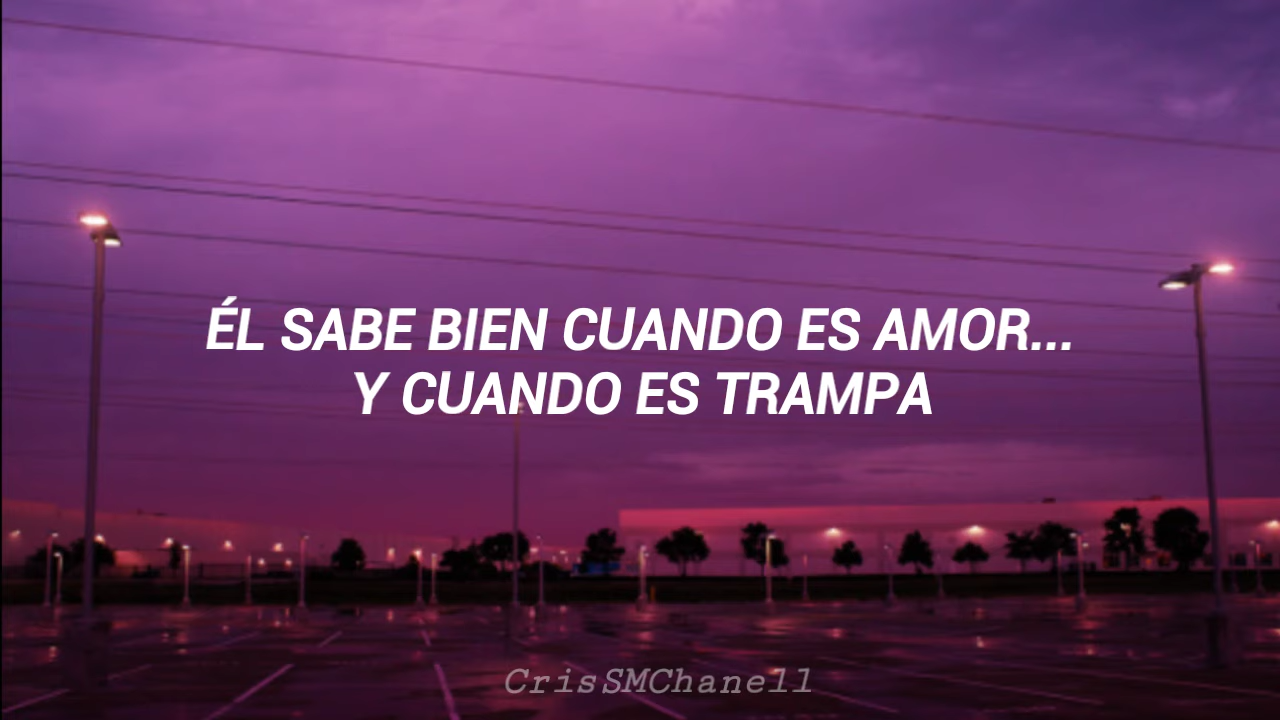 ÉL SABE BIEN CUANDO ES AMOR...
Y CUANDO ES TRAMPA
CrisSMChanell